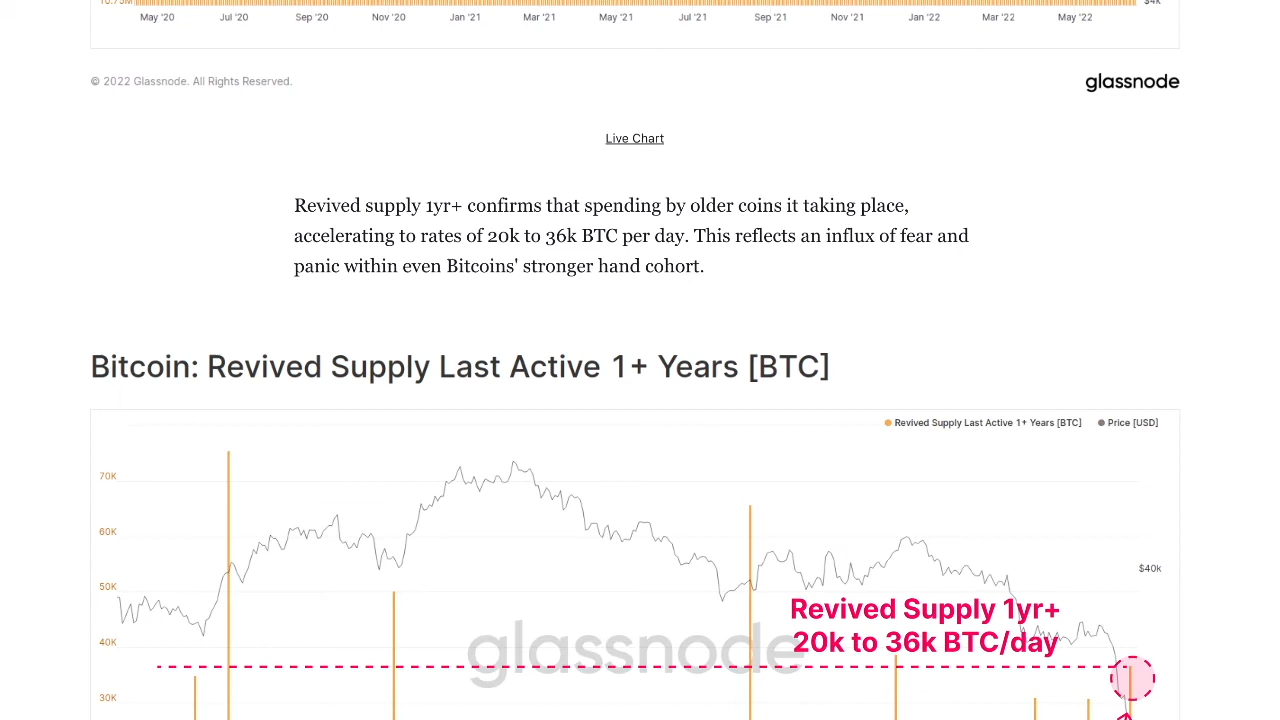 10.75M
$4k
May '20 Jul '20 Sep '20 Nov '20 Jan '21 Mar '21 May '21 Jul '21 Sep '21 Nov '21 Jan '22 Mar '22 May '22
© 2022 Glassnode. All Rights Reserved.
glassnode
Live Chart
Revived supply 1yr+ confirms that spending by older coins it taking place,
accelerating to rates of 20k to 36k BTC per day. This reflects an influx of fear and
panic within even Bitcoins' stronger hand cohort.
Bitcoin: Revived Supply Last Active 1+ Years [BTC]
Revived Supply Last Active 1+ Years [BTC] Price [USD]
70K
60K
$40k
50K
Revived Supply 1yr+
20k to 36k BTC/day
glassnode
40K
30K